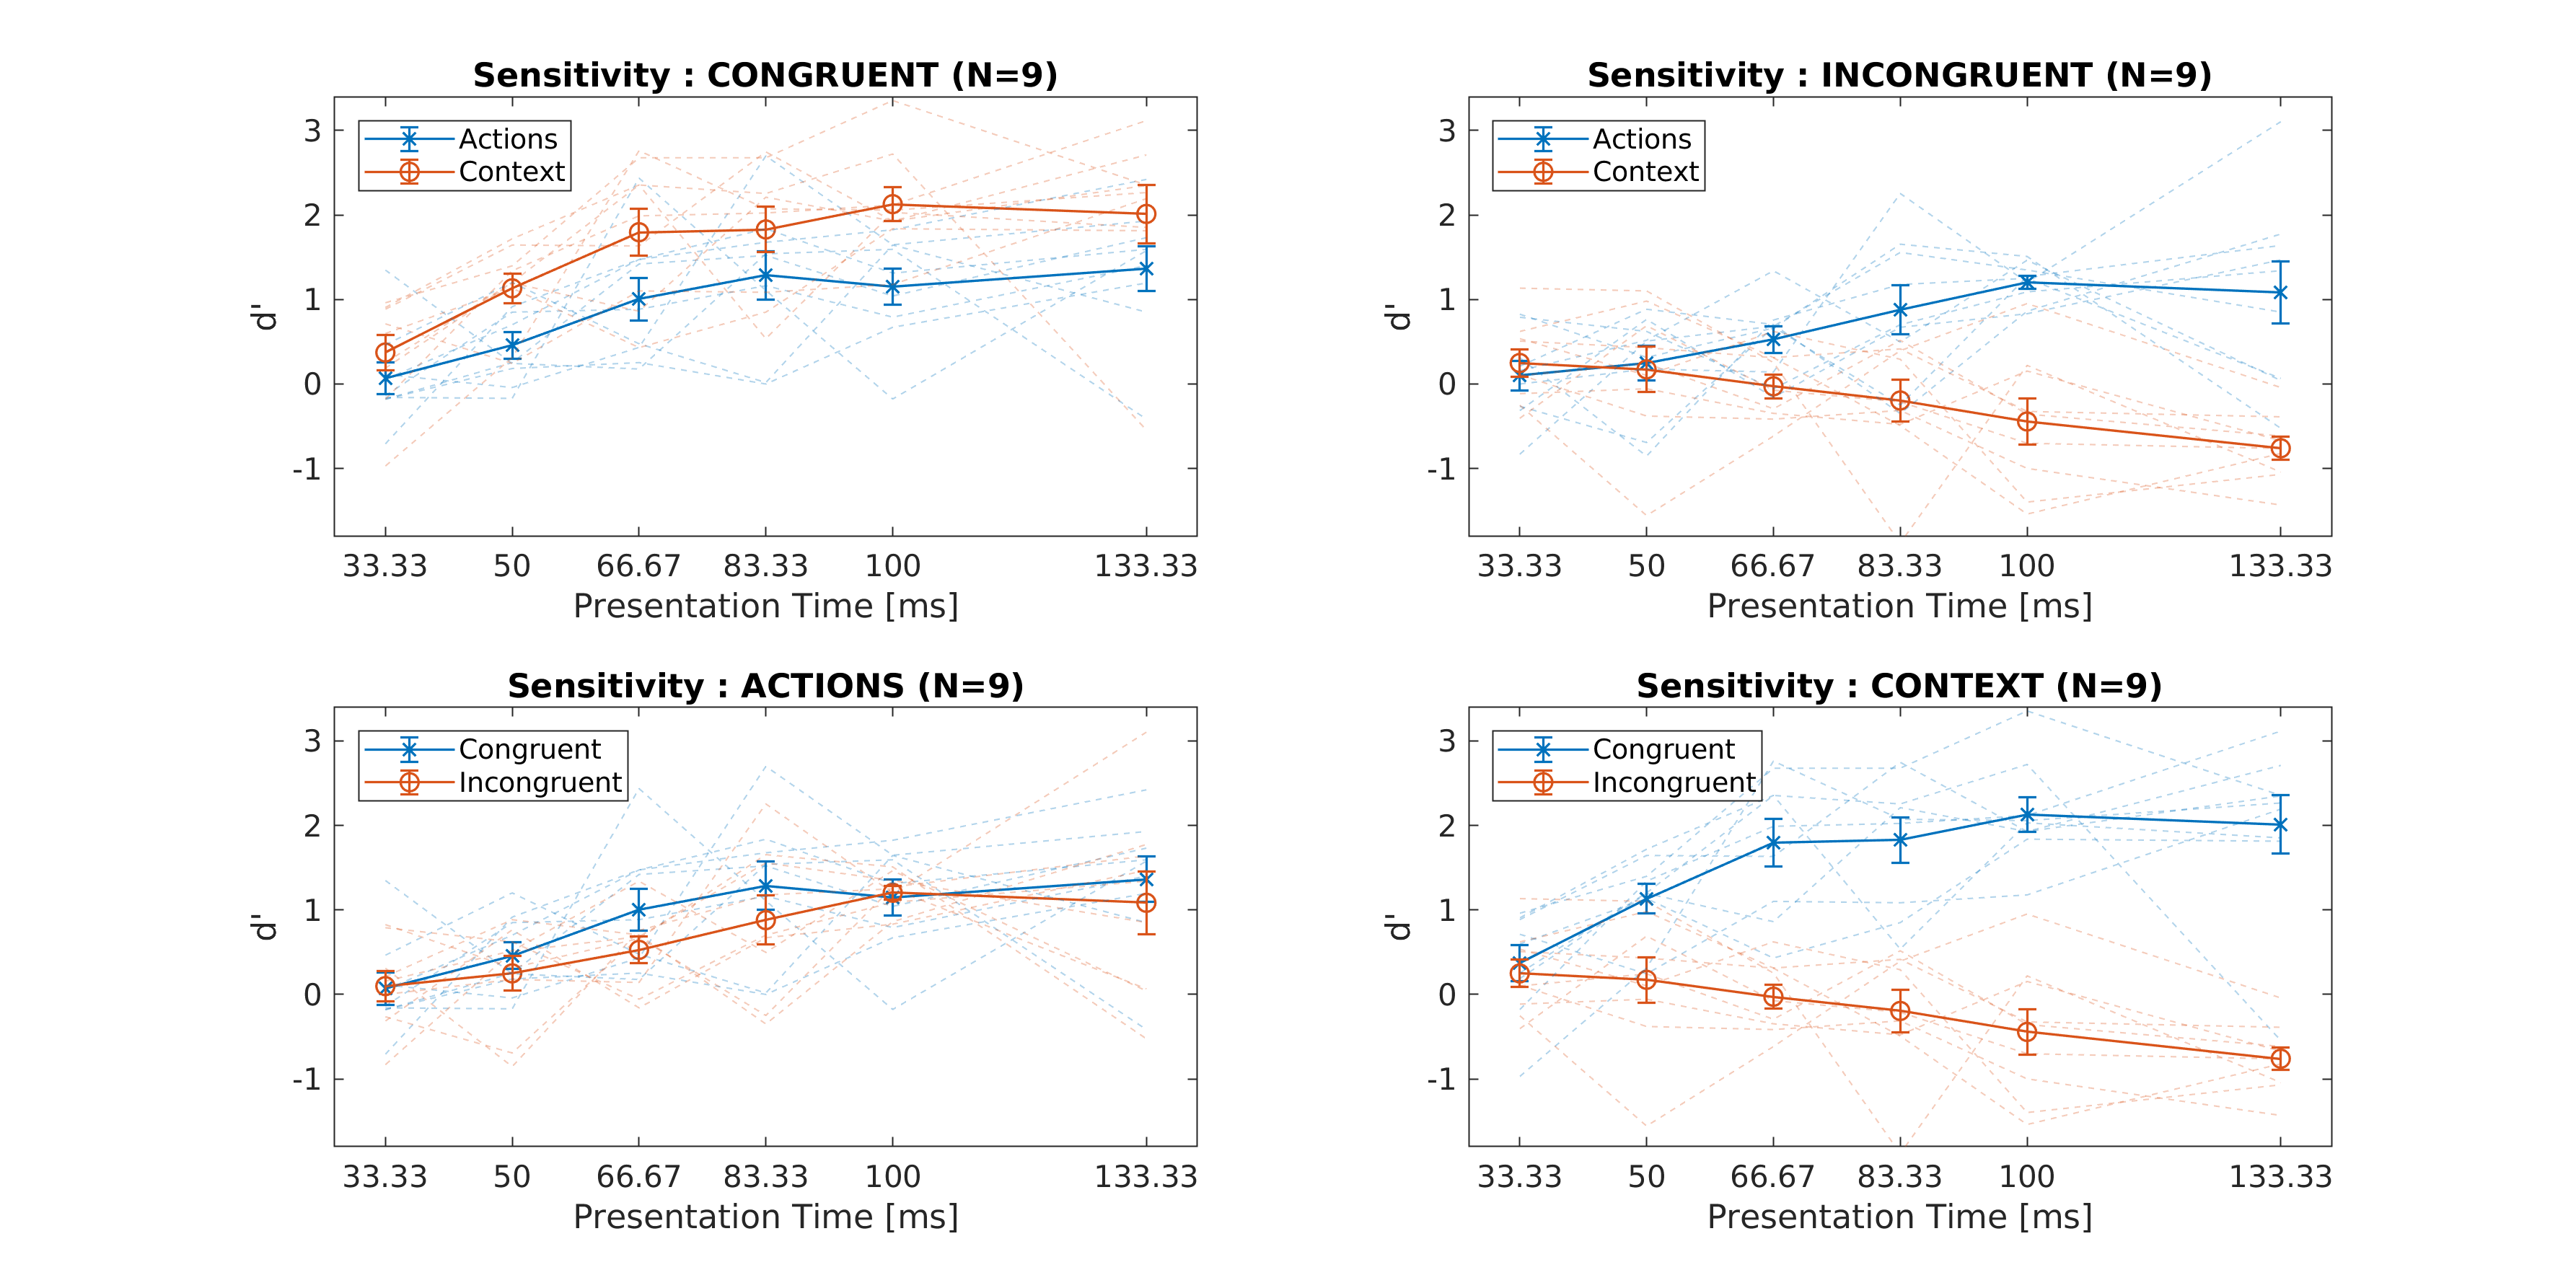 Sensitivity : CONGRUENT (N=9)
3
2
1
0
-1
d'
Actions
Context
33.33 50 66.67 83.33 100 133.33
Presentation Time [ms]
Sensitivity : INCONGRUENT (N=9)
3
2
1
0
-1
d'
Actions
Context
33.33 50 66.67 83.33 100 133.33
Presentation Time [ms]
Sensitivity : ACTIONS (N=9)
3
2
1
0
-1
d'
Congruent
Incongruent
33.33 50 66.67 83.33 100 133.33
Presentation Time [ms]
Sensitivity : CONTEXT (N=9)
3
2
1
0
-1
d'
Congruent
Incongruent
33.33 50 66.67 83.33 100 133.33
Presentation Time [ms]